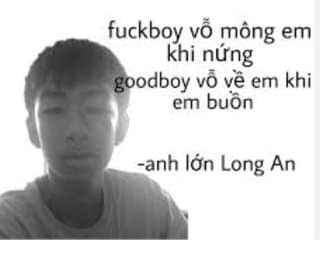 fuckboy vỗ mông em
khi nứng
goodboy vỗ về em khi
em buồn
-anh lớn Long An